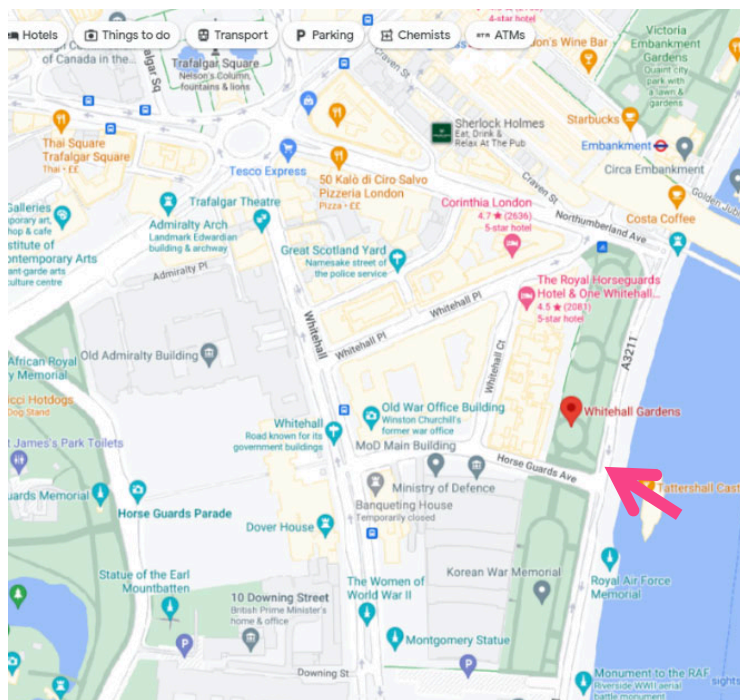 Hotels
Things to do
Transport
Parking
Chemists
ATMs
4-star hotel
of Canada in the...
Trafalgar Square
Nelson's Column,
fountains & lions
Craven St
on's Wine Bar
Victoria
Embankment
Gardens
Quaint city
park with
a lawn &
gardens
Thai Square
Trafalgar Square
Thai • ££
Tesco Express
50 Kalò di Ciro Salvo
Pizzeria London
Pizza • ££
Sherlock Holmes
Eat, Drink &
Relax At The Pub
Starbucks
Embankment
Circa Embankment
Craven St
Golden Jub
Costa Coffee
Galleries
porary art,
hop & cafe
stitute of
ontemporary Arts
ant-garde arts
culture centre
Admiralty Arch
Landmark Edwardian
building & archway
Trafalgar Theatre
Corinthia London
4.7 ★ (2636)
5-star hotel
Northumberland Ave
Great Scotland Yard
Namesake street of
the police service
Admiralty Pl
The Royal Horseguards
Hotel & One Whitehall...
4.5 ★ (2081)
5-star hotel
Whitehall Pl
Whitehall
Whitehall Pl
Whitehall Ct
A3211
Old Admiralty Building
African Royal
y Memorial
icci Hotdogs
Dog Stand
t James's Park Toilets
Whitehall
Road known for its
government buildings
Old War Office Building
Winston Churchill's
former war office
Whitehall Gardens
MoD Main Building
Horse Guards Ave
Ministry of Defence
Banqueting House
Temporarily closed
Tattershall Cast
uards Memorial
Horse Guards Parade
Dover House
Statue of the Earl
Mountbatten
10 Downing Street
British Prime Minister's
home & office
The Women of
World War II
Korean War Memorial
Royal Air Force
Memorial
Montgomery Statue
Downing St
Monument to the RAF
Riverside WWII aerial
battle monument
sights